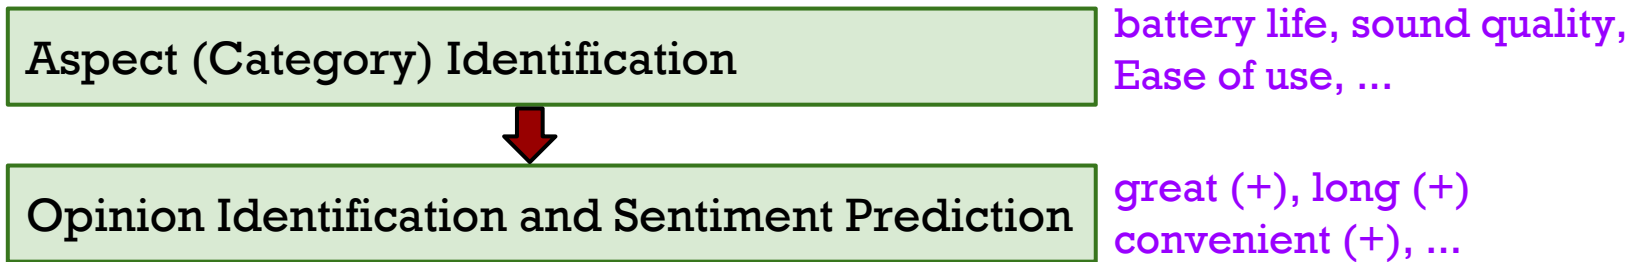 Aspect (Category) Identification
battery life, sound quality,
Ease of use, ...
Opinion Identification and Sentiment Prediction
great (+), long (+)
convenient (+), ...